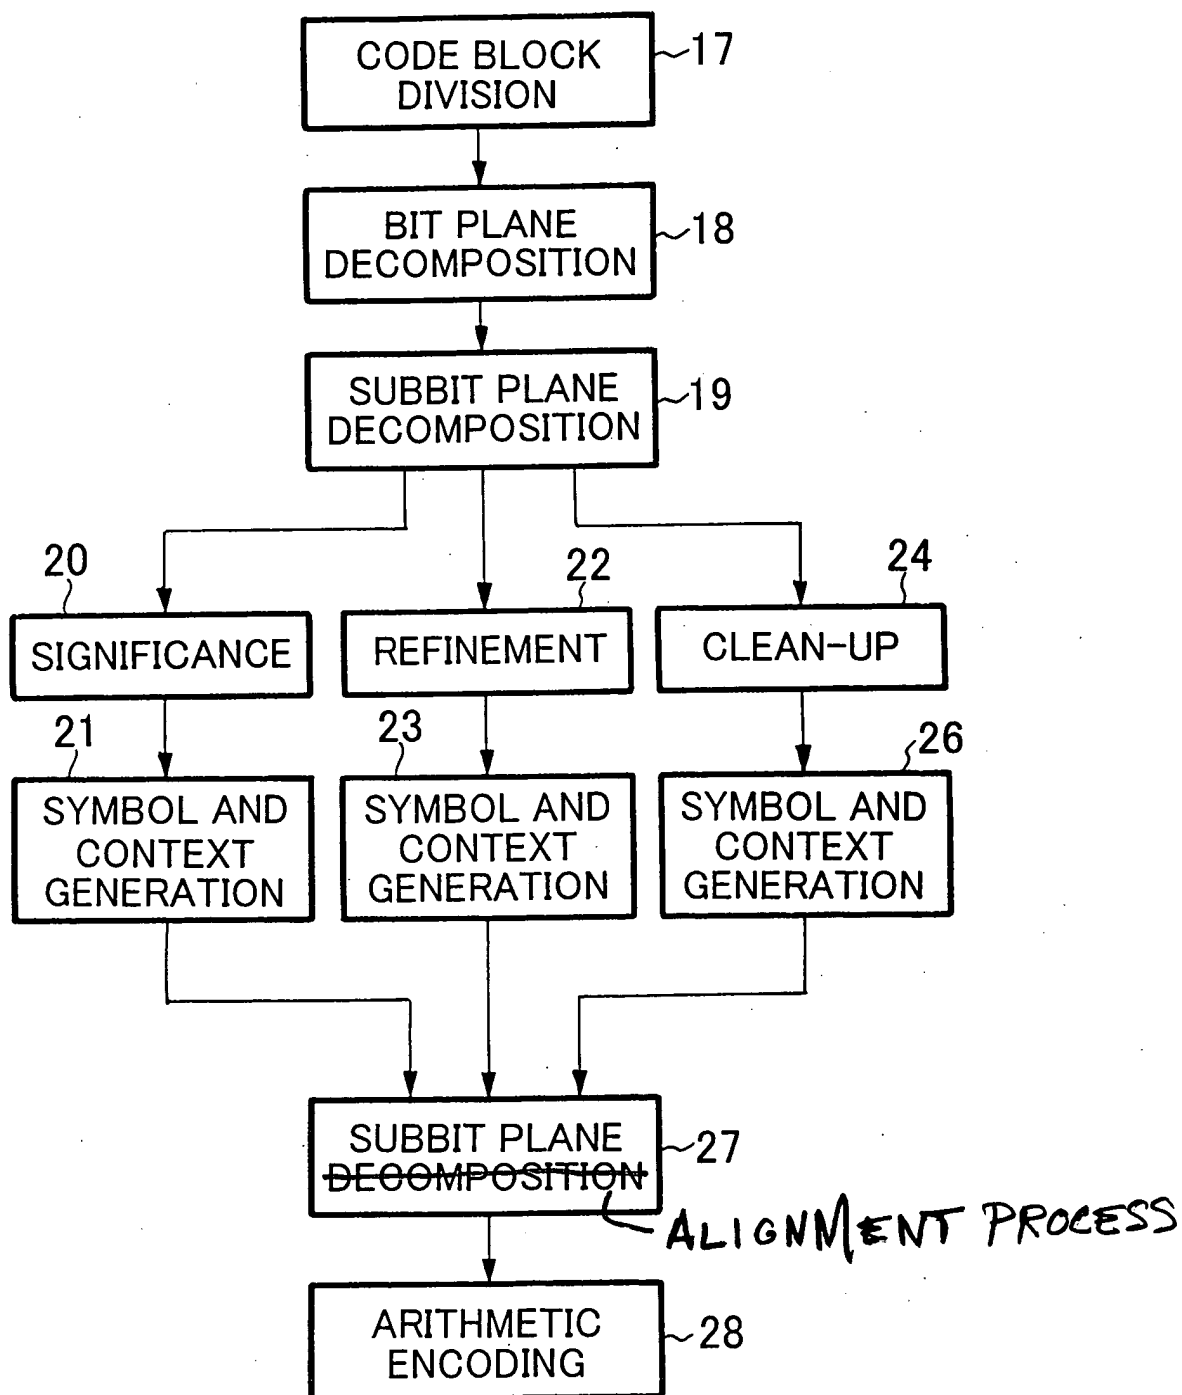 CODE BLOCK
DIVISION
17
BIT PLANE
DECOMPOSITION
18
SUBBIT PLANE
DECOMPOSITION
19
20
SIGNIFICANCE
22
REFINEMENT
24
CLEAN-UP
21
SYMBOL AND
CONTEXT
GENERATION
23
SYMBOL AND
CONTEXT
GENERATION
26
SYMBOL AND
CONTEXT
GENERATION
SUBBIT PLANE
DECOMPOSITION
27
ALIGNMENT PROCESS
ARITHMETIC
ENCODING
28